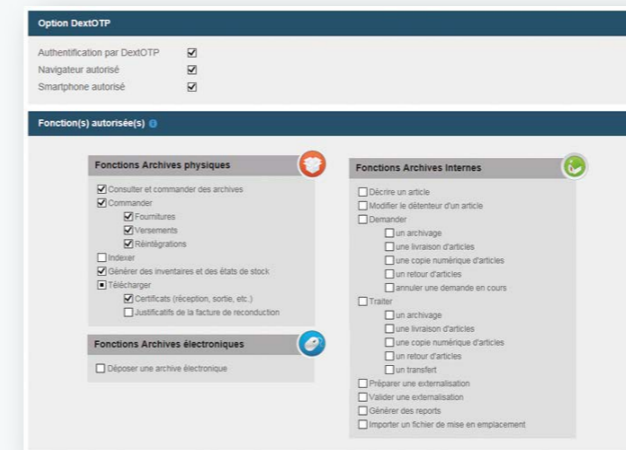 Option DextOTP
Authentification par DextOTP
Navigateur autorisé
Smartphone autorisé
Fonction(s) autorisée(s)
Fonctions Archives physiques
Consulter et commander des archives
Commander
Fournitures
Versements
Réintégrations
Indexer
Générer des inventaires et des états de stock
Télécharger
Certificats (réception, sortie, etc.)
Justificatifs de la facture de reconduction
Fonctions Archives électroniques
Déposer une archive électronique
Fonctions Archives Internes
Décrire un article
Modifier le détenteur d'un article
Demander
un archivage
une livraison d'articles
une copie numérique d'articles
un retour d'articles
annuler une demande en cours
Traiter
un archivage
une livraison d'articles
une copie numérique d'articles
un retour d'articles
un transfert
Préparer une externalisation
Valider une externalisation
Générer des reports
Importer un fichier de mise en emplacement